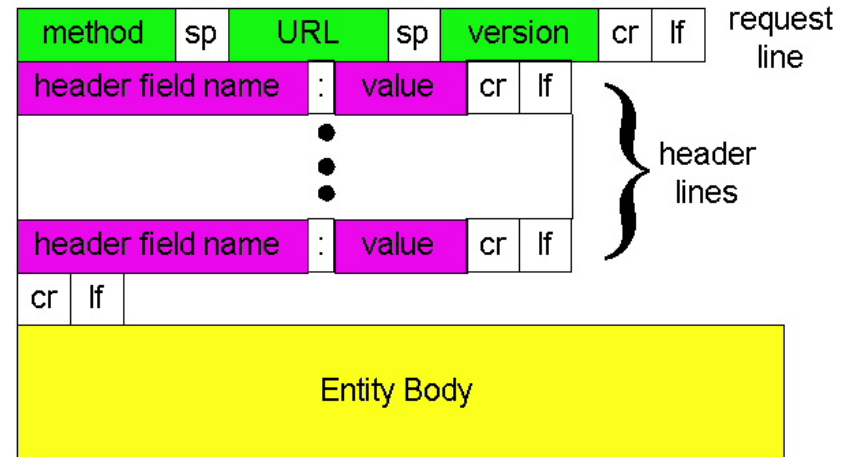 method sp URL sp version cr lf
request
line
header field name : value cr lf
header
lines
header field name : value cr lf
cr lf
Entity Body